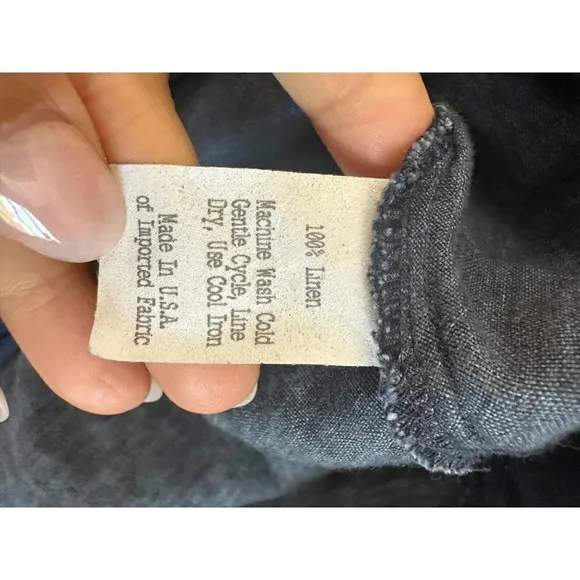 100% Linen
Machine Wash Cold
Gentle Cycle, Line
Dry, Use Cool Iron
Made In U.S.A.
of Imported Fabric